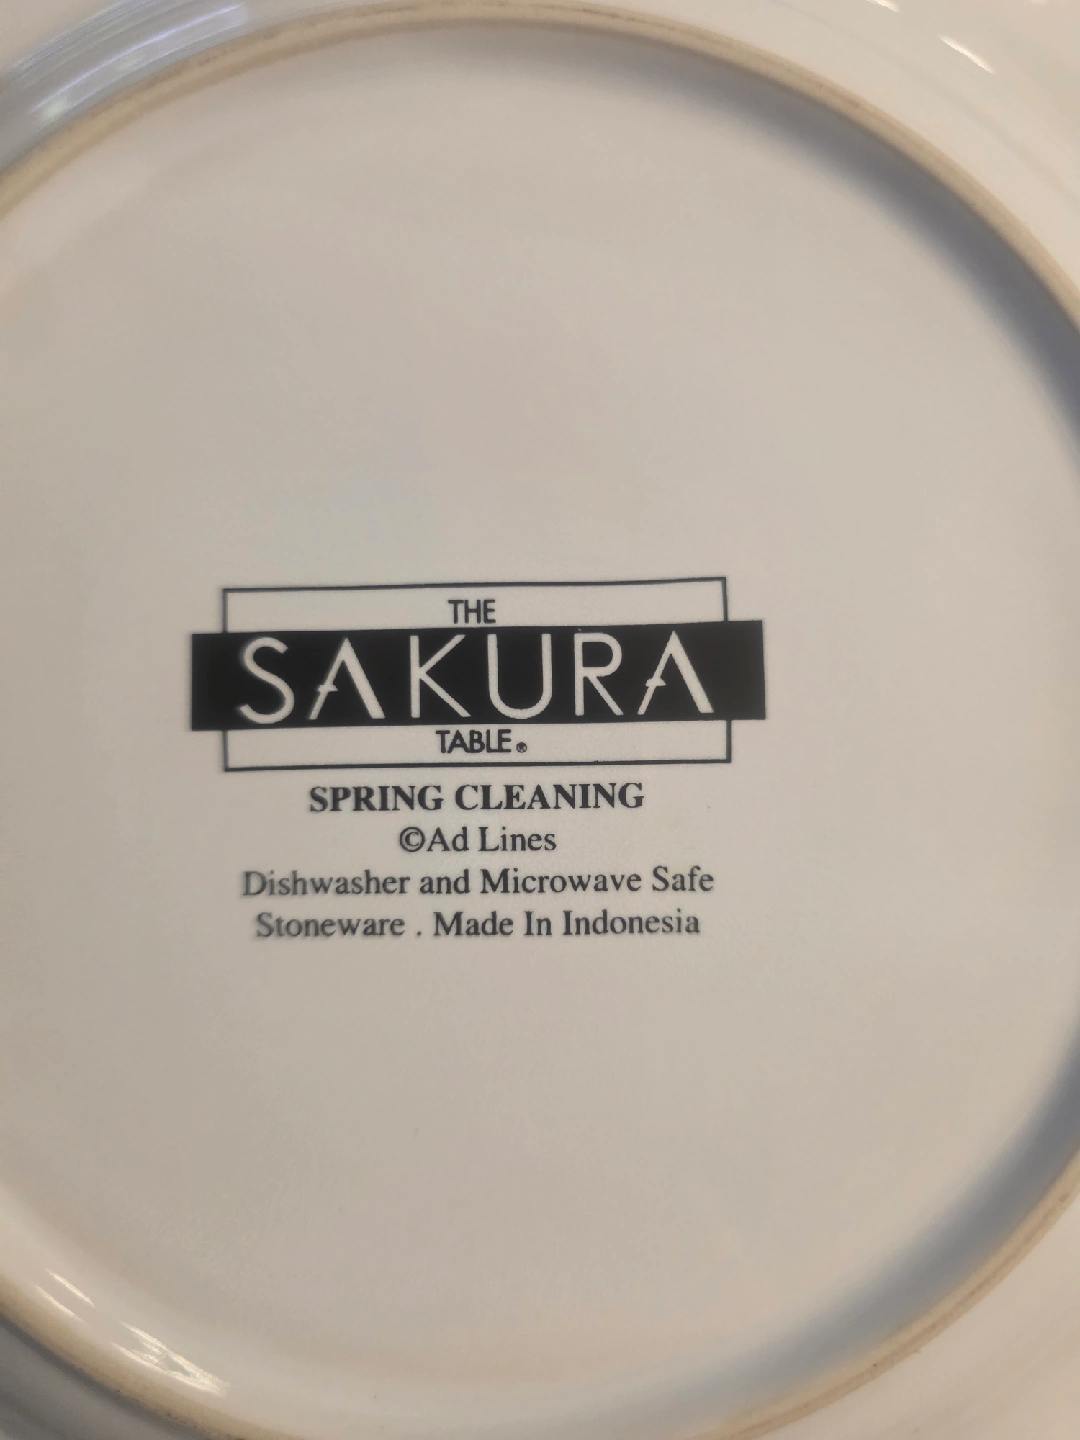 THE
SAKURA
TABLE®
SPRING CLEANING
©Ad Lines
Dishwasher and Microwave Safe
Stoneware . Made In Indonesia